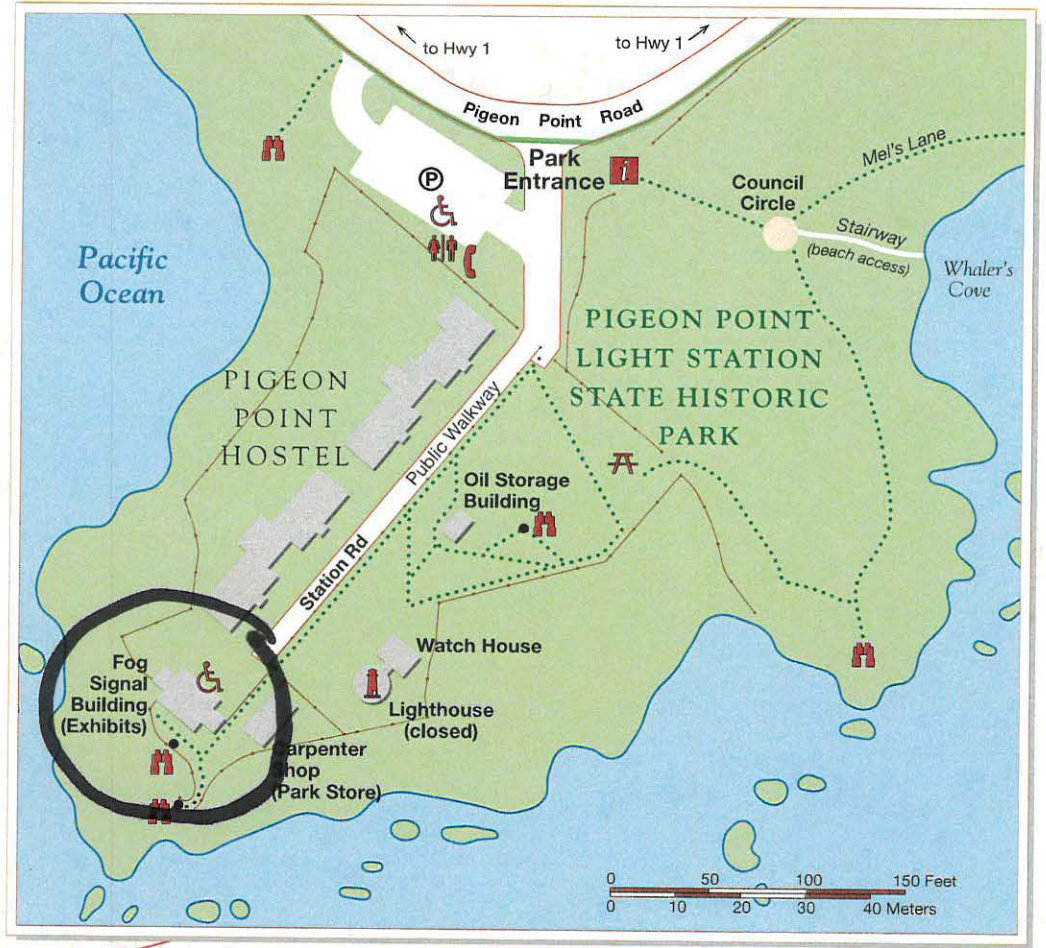 to Hwy 1
to Hwy 1
Pigeon Point Road
Park
Entrance
i
Mel's Lane
Council
Circle
Stairway
(beach access)
Whaler's
Cove
P
Pacific
Ocean
PIGEON POINT
LIGHT STATION
STATE HISTORIC
PARK
PIGEON
POINT
HOSTEL
Public Walkway
Station Rd
Oil Storage
Building
Watch House
Lighthouse
(closed)
Fog
Signal
Building
(Exhibits)
arpenter
hop
(Park Store)
0 50 100 150 Feet
0 10 20 30 40 Meters